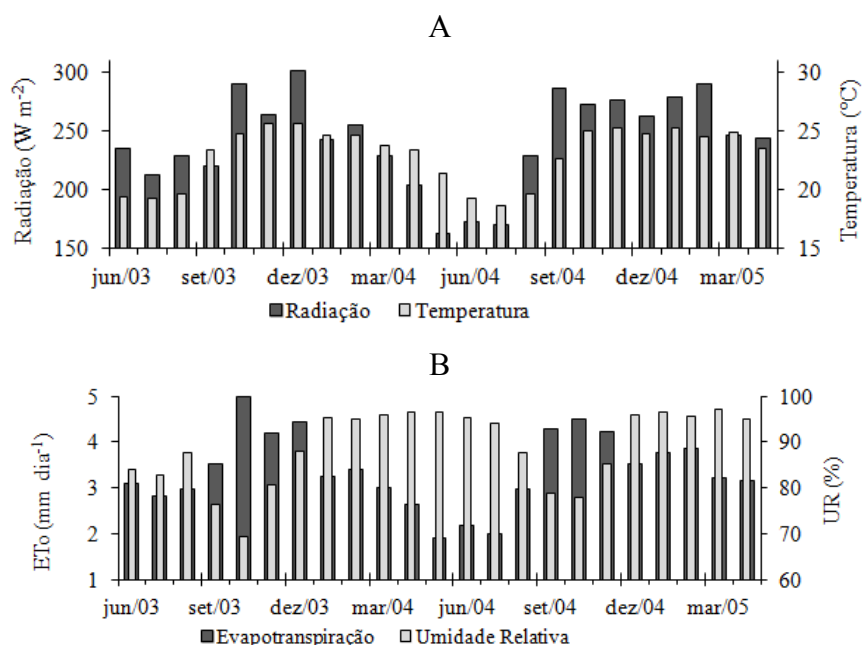 A
Radiação (W m-2)
300
250
200
150
30
25
20
15
Temperatura (°C)
jun/03 set/03 dez/03 mar/04 jun/04 set/04 dez/04 mar/05
Radiação Temperatura
B
ETo (mm dia-1)
5
4
3
2
1
100
90
80
70
60
UR (%)
jun/03 set/03 dez/03 mar/04 jun/04 set/04 dez/04 mar/05
Evapotranspiração Umidade Relativa